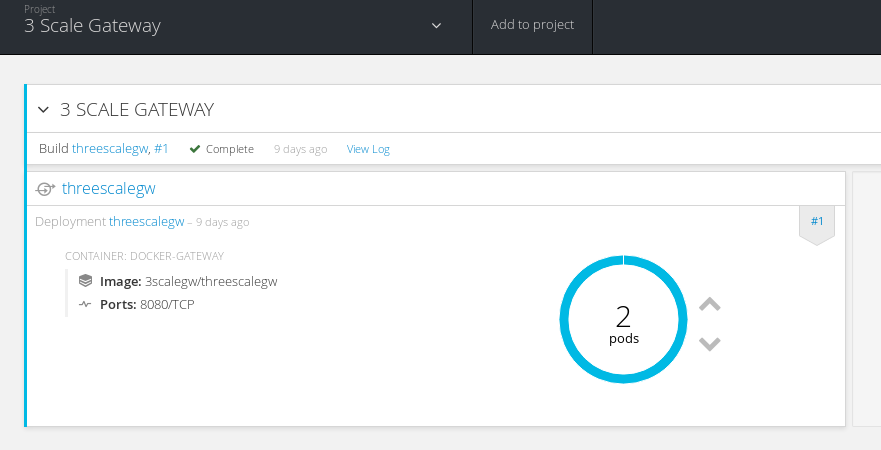 Project
3 Scale Gateway
Add to project
3 SCALE GATEWAY
Build threescalegw, #1 Complete 9 days ago View Log
threescalegw
Deployment threescalegw – 9 days ago
#1
CONTAINER: DOCKER-GATEWAY
Image: 3scalegw/threescalegw
Ports: 8080/TCP
2
pods